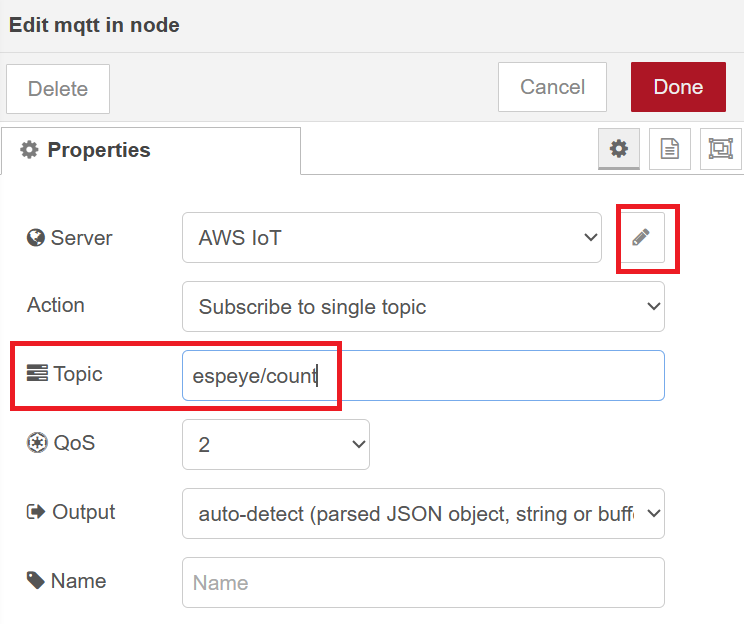 Edit mqtt in node
Delete
Cancel
Done
Properties
Server
AWS IoT
Action
Subscribe to single topic
Topic
espeye/count
QoS
2
Output
auto-detect (parsed JSON object, string or buff
Name
Name